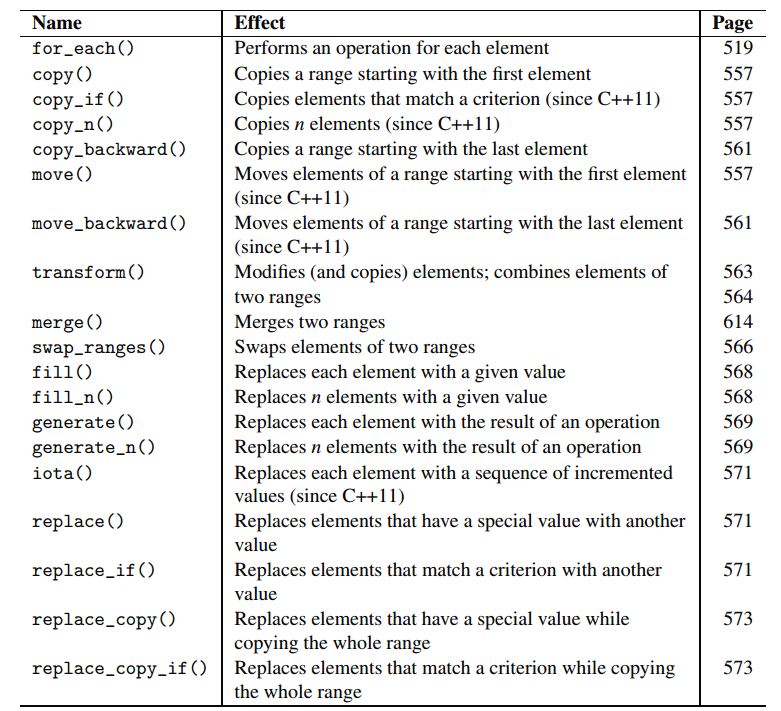 Name Effect Page
for_each() Performs an operation for each element 519
copy() Copies a range starting with the first element 557
copy_if() Copies elements that match a criterion (since C++11) 557
copy_n() Copies n elements (since C++11) 557
copy_backward() Copies a range starting with the last element 561
move() Moves elements of a range starting with the first element 557
(since C++11)
move_backward() Moves elements of a range starting with the last element 561
(since C++11)
transform() Modifies (and copies) elements; combines elements of 563
two ranges 564
merge() Merges two ranges 614
swap_ranges() Swaps elements of two ranges 566
fill() Replaces each element with a given value 568
fill_n() Replaces n elements with a given value 568
generate() Replaces each element with the result of an operation 569
generate_n() Replaces n elements with the result of an operation 569
iota() Replaces each element with a sequence of incremented 571
values (since C++11)
replace() Replaces elements that have a special value with another 571
value
replace_if() Replaces elements that match a criterion with another 571
value
replace_copy() Replaces elements that have a special value while 573
copying the whole range
replace_copy_if() Replaces elements that match a criterion while copying 573
the whole range